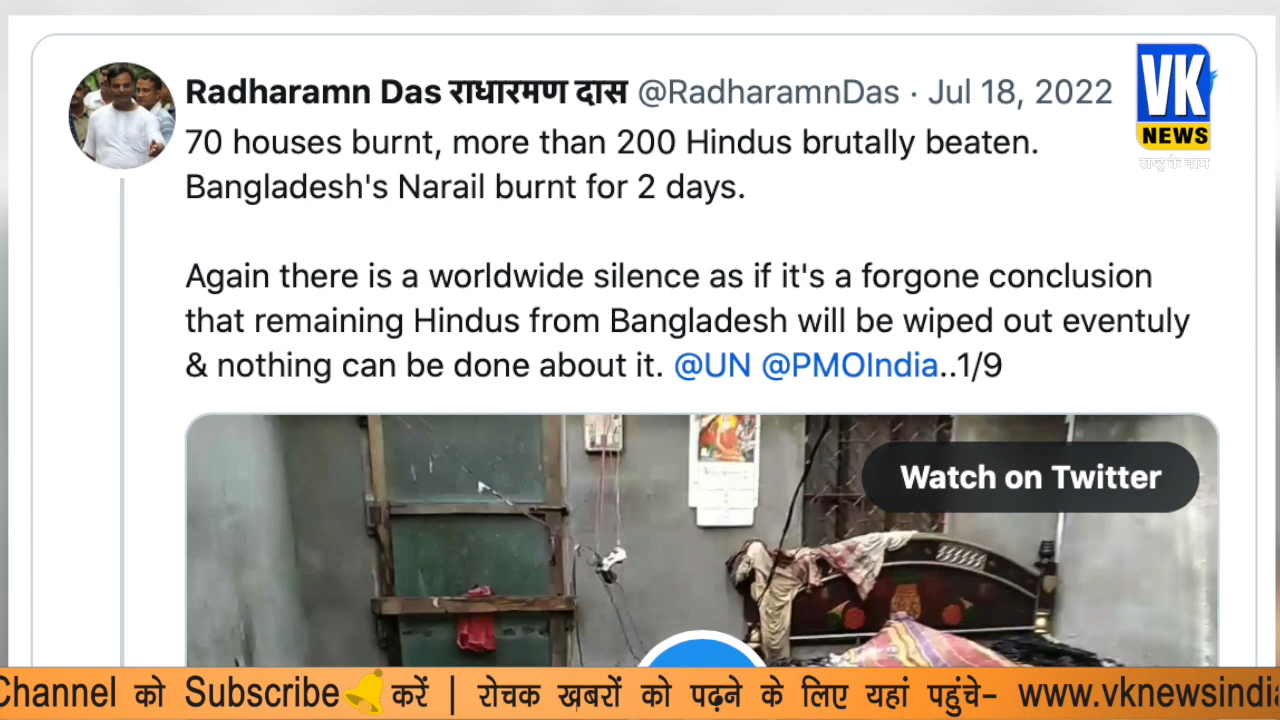 Radharamn Das राधारमण दास @RadharamnDas · Jul 18, 2022
VK
NEWS
राष्ट्र के नाम
70 houses burnt, more than 200 Hindus brutally beaten.
Bangladesh's Narail burnt for 2 days.
Again there is a worldwide silence as if it's a forgone conclusion
that remaining Hindus from Bangladesh will be wiped out eventuly
& nothing can be done about it. @UN @PMOIndia..1/9
Watch on Twitter
Channel को Subscribe🔔करें | रोचक खबरों को पढ़ने के लिए यहां पहुंचे- www.vknewsindia